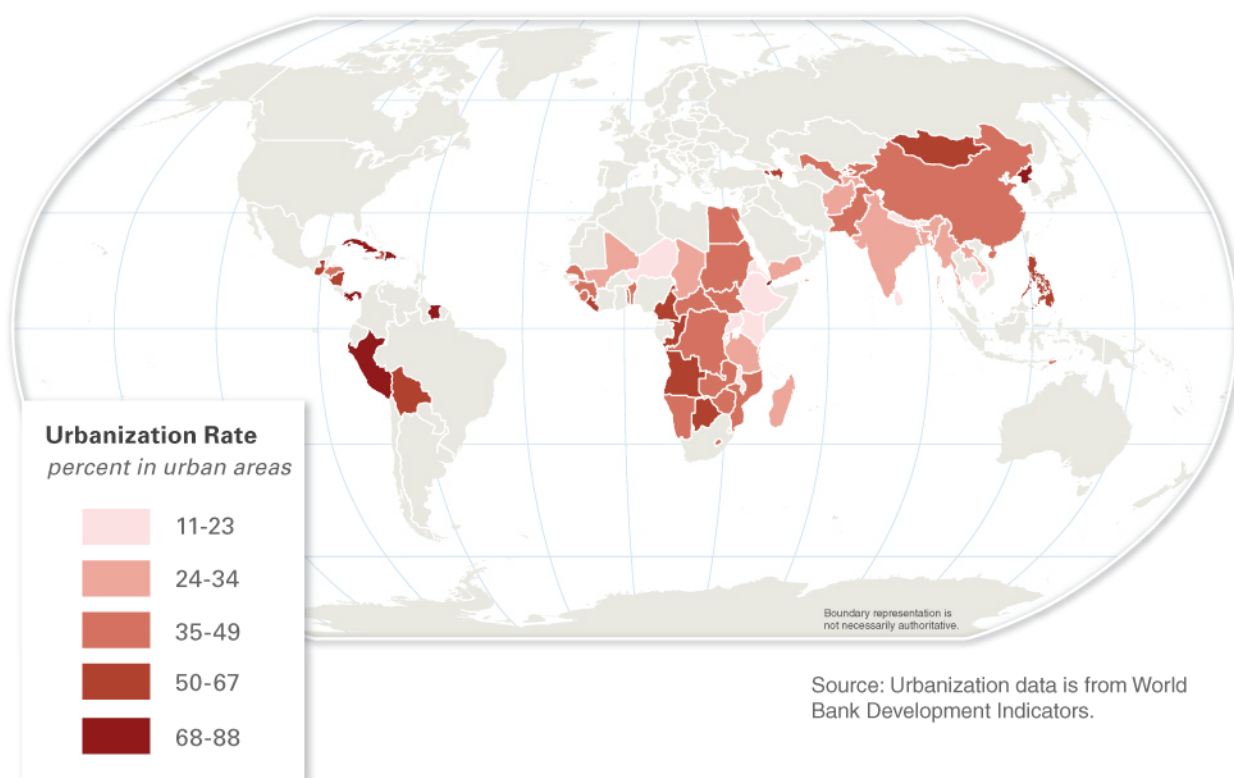 Urbanization Rate
percent in urban areas
11-23
24-34
35-49
50-67
68-88
Boundary representation is
not necessarily authoritative.
Source: Urbanization data is from World
Bank Development Indicators.